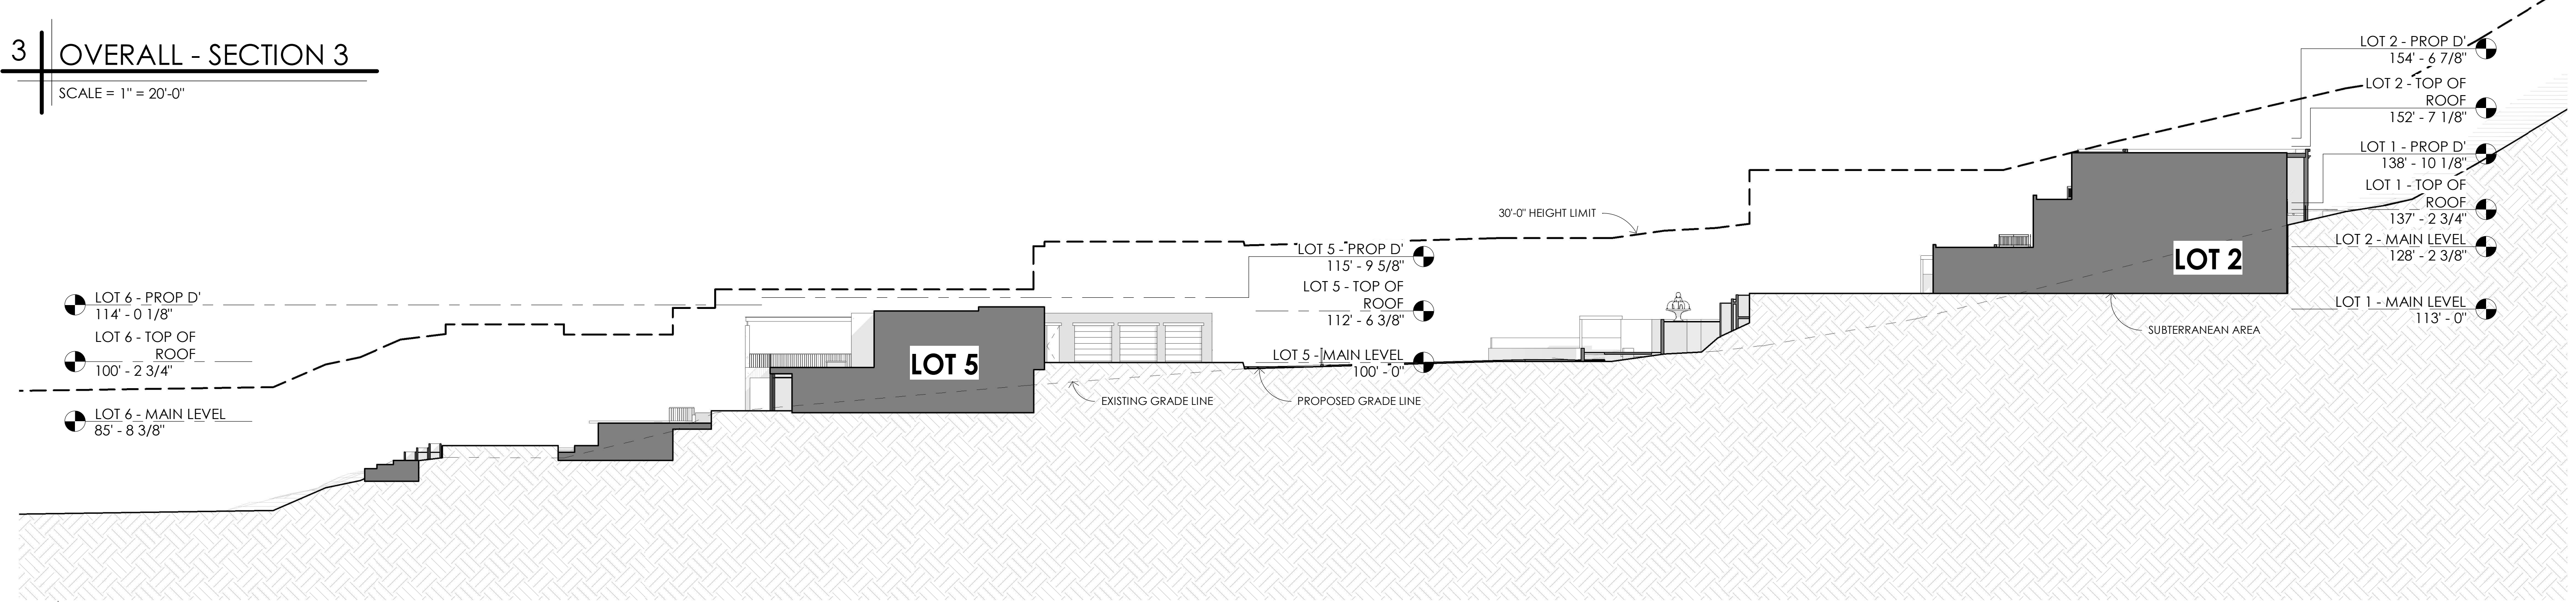 3
OVERALL - SECTION 3
SCALE = 1" = 20'-0"
LOT 6 - PROP D'
114' - 0 1/8"
LOT 6 - TOP OF
ROOF
100' - 2 3/4"
LOT 6 - MAIN LEVEL
85' - 8 3/8"
LOT 5
EXISTING GRADE LINE
PROPOSED GRADE LINE
LOT 5 - PROP D'
115' - 9 5/8"
LOT 5 - TOP OF
ROOF
112' - 6 3/8"
LOT 5 - MAIN LEVEL
100' - 0"
30'-0" HEIGHT LIMIT
LOT 2
SUBTERRANEAN AREA
LOT 2 - PROP D'
154' - 6 7/8"
LOT 2 - TOP OF
ROOF
152' - 7 1/8"
LOT 1 - PROP D'
138' - 10 1/8"
LOT 1 - TOP OF
ROOF
137' - 2 3/4"
LOT 2 - MAIN LEVEL
128' - 2 3/8"
LOT 1 - MAIN LEVEL
113' - 0"